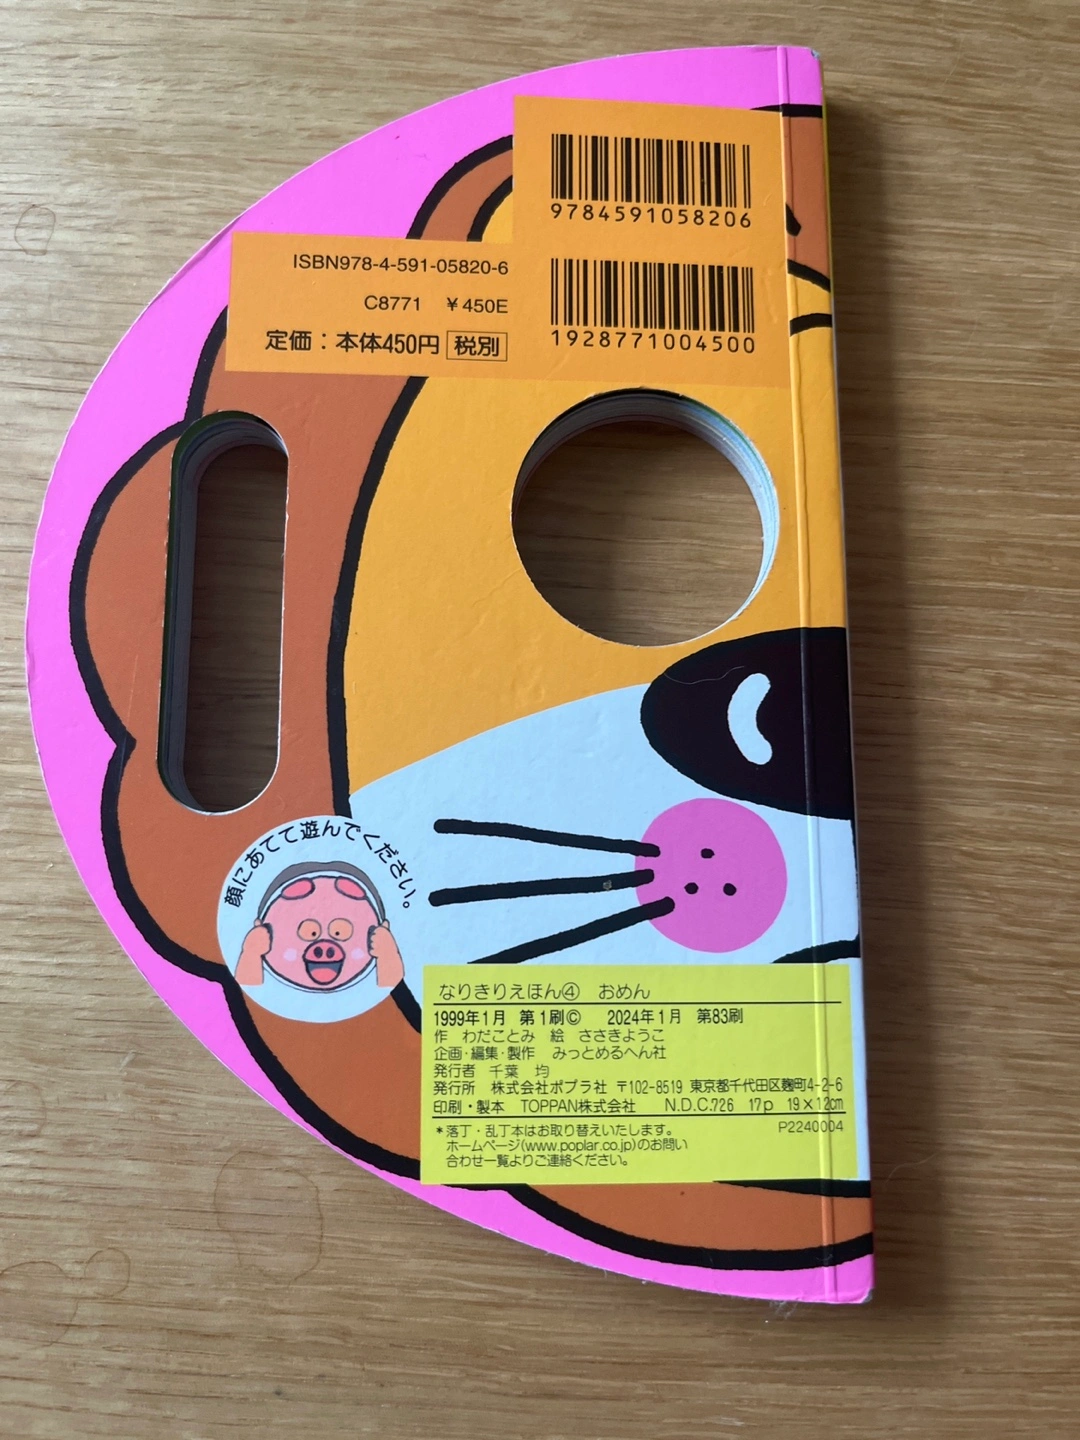 9784591058206
ISBN978-4-591-05820-6
C8771 ¥450E
定価：本体450円 税別
1928771004500
顔にあてて遊んでください。
なりきりえほん④ おめん
1999年1月 第1刷© 2024年1月 第83刷
作 わだことみ 絵 ささきようこ
企画・編集・製作 みっとめるへん社
発行者 千葉 均
発行所 株式会社ポプラ社 〒102-8519 東京都千代田区麹町4-2-6
印刷・製本 TOPPAN株式会社 N.D.C.726 17p 19×12cm
＊落丁・乱丁本はお取り替えいたします。 P2240004
ホームページ(www.poplar.co.jp)のお問い
合わせ一覧よりご連絡ください。